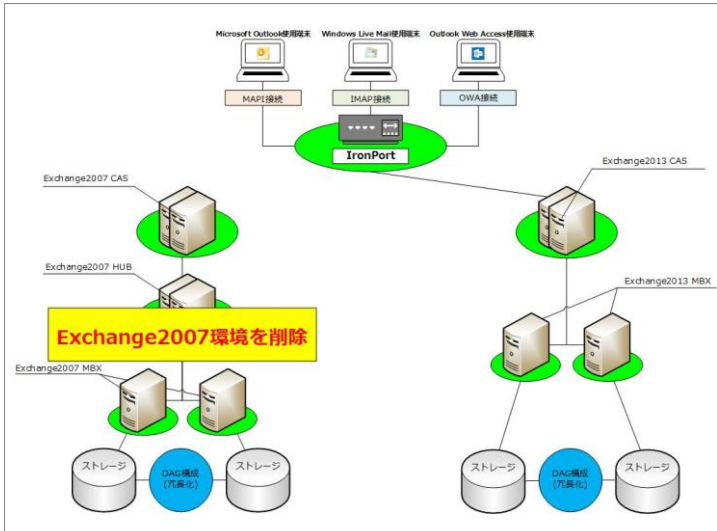 Microsoft Outlook使用端末
Windows Live Mail使用端末
Outlook Web Access使用端末
MAPI接続
IMAP接続
OWA接続
IronPort
Exchange2007 CAS
Exchange2013 CAS
Exchange2007 HUB
Exchange2013 MBX
Exchange2007環境を削除
Exchange2007 MBX
ストレージ
DAG構成
(冗長化)
ストレージ
ストレージ
DAG構成
(冗長化)
ストレージ